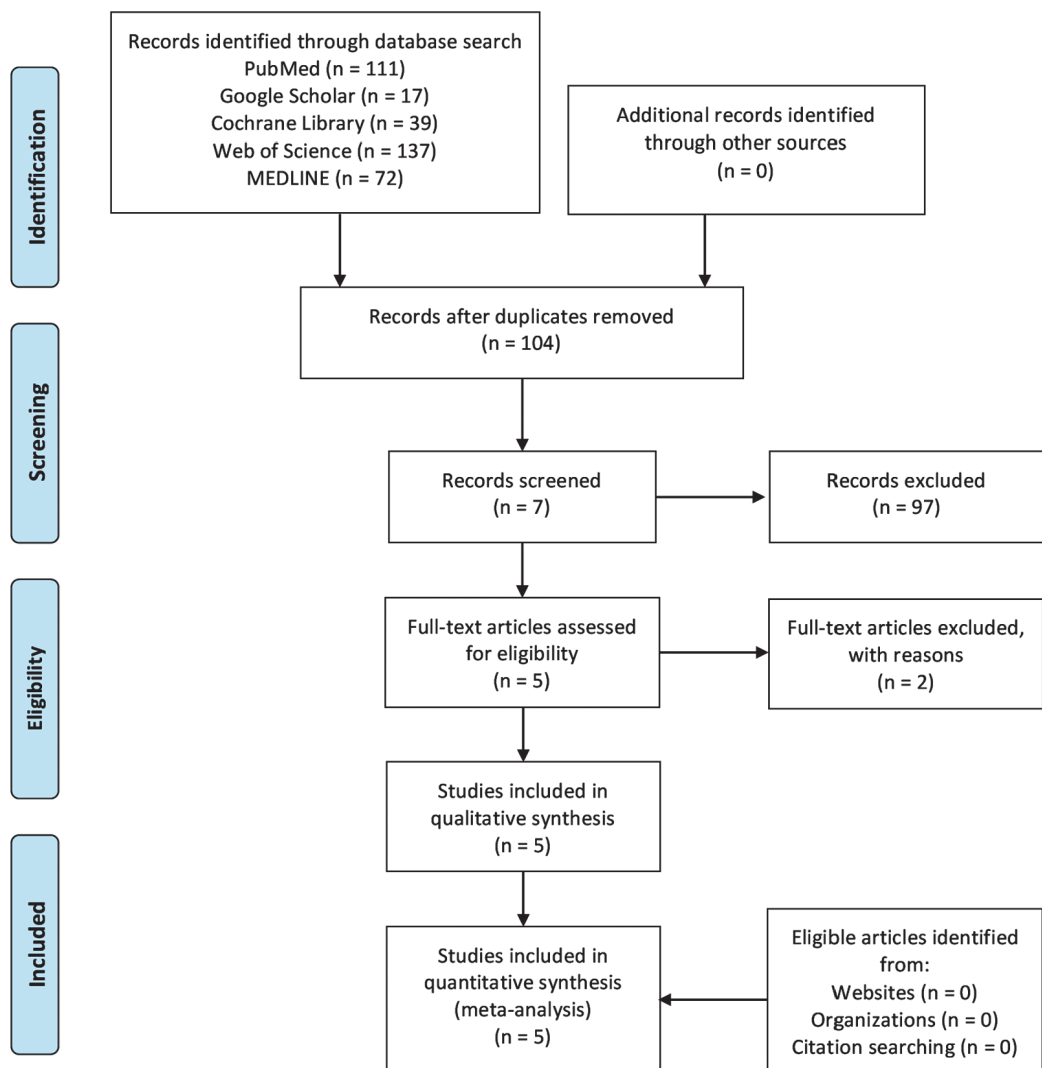 Identification
Records identified through database search
PubMed (n = 111)
Google Scholar (n = 17)
Cochrane Library (n = 39)
Web of Science (n = 137)
MEDLINE (n = 72)
Additional records identified
through other sources
(n = 0)
Records after duplicates removed
(n = 104)
Screening
Records screened
(n = 7)
Records excluded
(n = 97)
Eligibility
Full-text articles assessed
for eligibility
(n = 5)
Full-text articles excluded,
with reasons
(n = 2)
Studies included in
qualitative synthesis
(n = 5)
Included
Studies included in
quantitative synthesis
(meta-analysis)
(n = 5)
Eligible articles identified
from:
Websites (n = 0)
Organizations (n = 0)
Citation searching (n = 0)